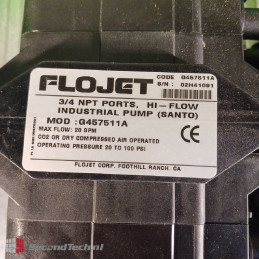 FLOJET CODE G457511A
S/N : 02H41091
3/4 NPT PORTS, HI-FLOW
INDUSTRIAL PUMP (SANTO)
MOD :G457511A
MAX FLOW: 20 GPM
CO2 OR DRY COMPRESSED AIR OPERATED
OPERATING PRESSURE 20 TO 100 PSI
CE
FLOJET CORP. FOOTHILL RANCH, CA.
SecondTechnol